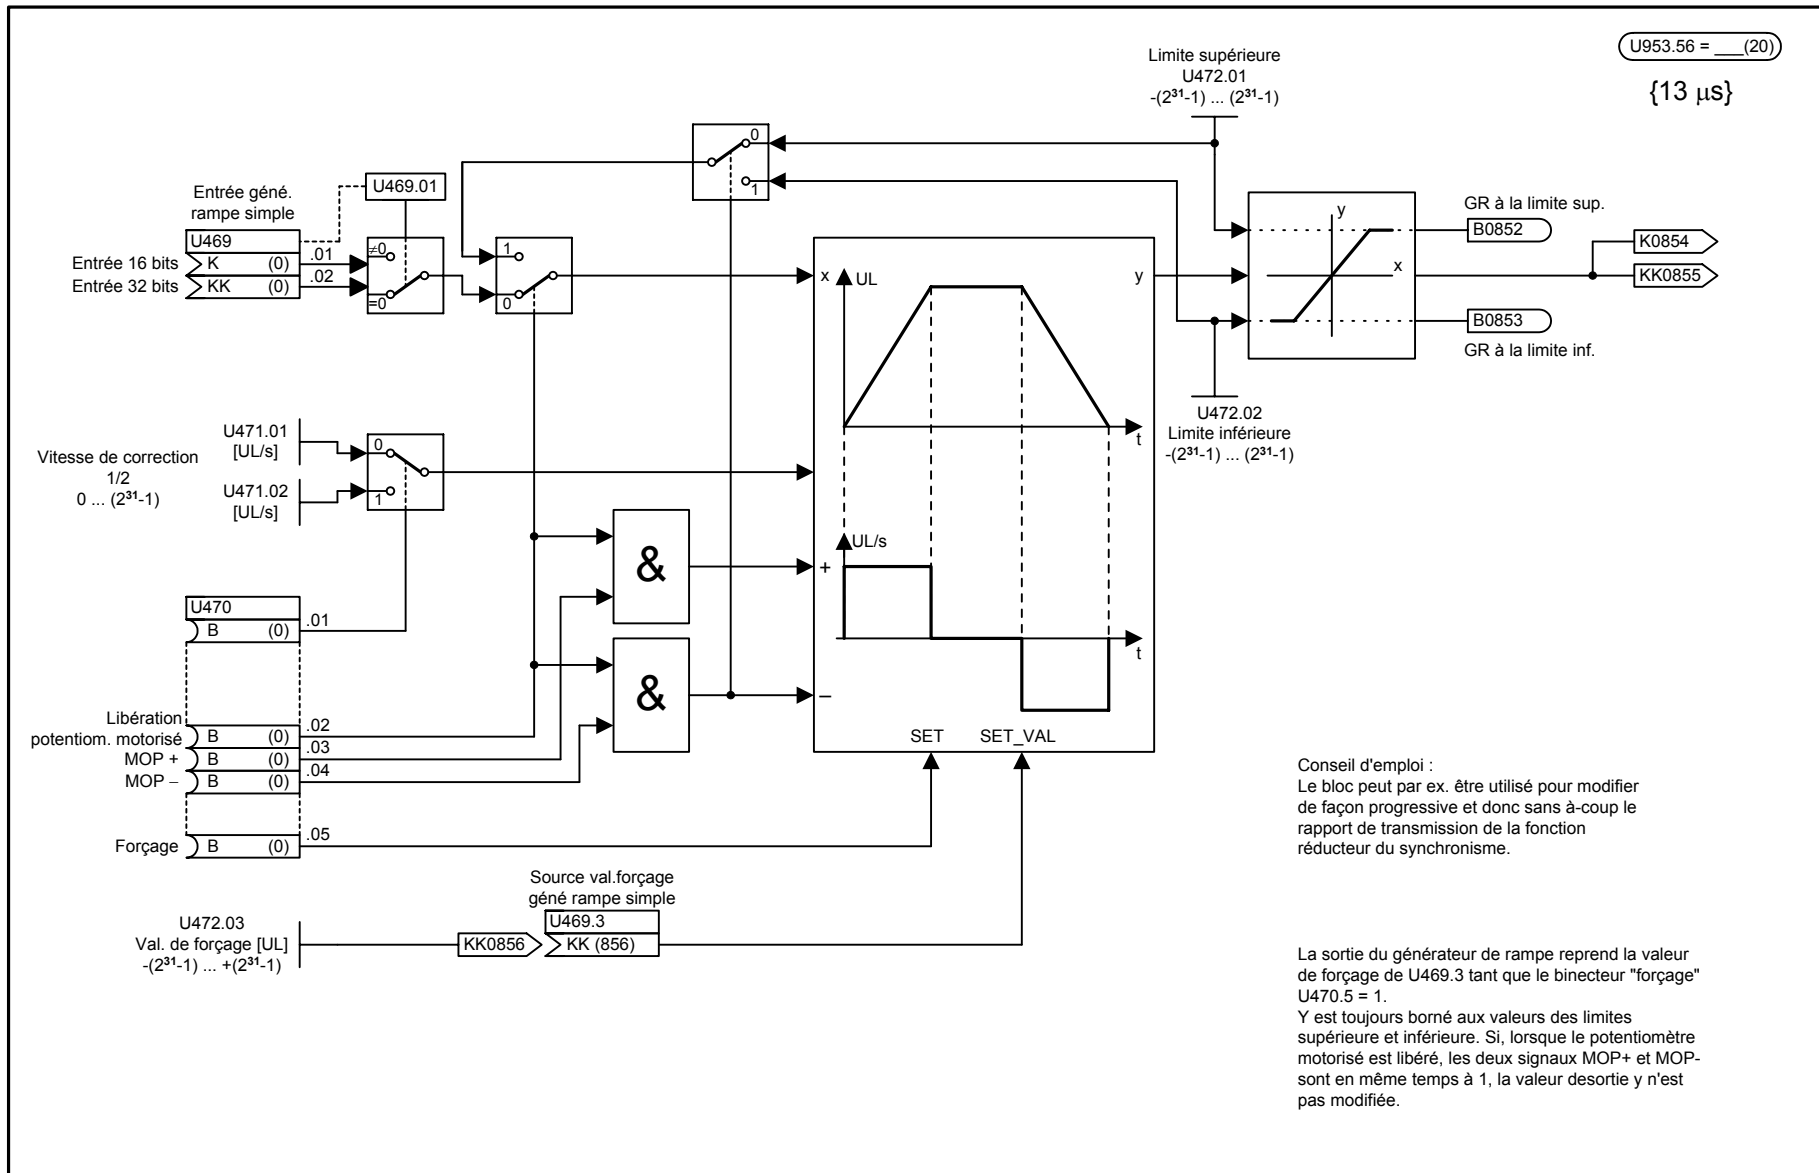 U953.56 = ___(20)
{13 µs}
Limite supérieure
U472.01
-(2³¹-1) ... (2³¹-1)
0
1
Entrée géné.
rampe simple
U469.01
U469
Entrée 16 bits
K (0)
.01
Entrée 32 bits
KK (0)
.02
≠0
=0
1
0
x
UL
y
t
y
x
GR à la limite sup.
B0852
K0854
KK0855
B0853
GR à la limite inf.
U472.02
Limite inférieure
-(2³¹-1) ... (2³¹-1)
Vitesse de correction
1/2
0 ... (2³¹-1)
U471.01
[UL/s]
U471.02
[UL/s]
0
1
&
+
UL/s
t
&
–
SET
SET_VAL
U470
B (0)
.01
Libération
potentiom. motorisé
B (0)
.02
MOP +
B (0)
.03
MOP –
B (0)
.04
Forçage
B (0)
.05
Source val.forçage
géné rampe simple
U469.3
KK (856)
KK0856
U472.03
Val. de forçage [UL]
-(2³¹-1) ... +(2³¹-1)
Conseil d'emploi :
Le bloc peut par ex. être utilisé pour modifier
de façon progressive et donc sans à-coup le
rapport de transmission de la fonction
réducteur du synchronisme.
La sortie du générateur de rampe reprend la valeur
de forçage de U469.3 tant que le binecteur "forçage"
U470.5 = 1.
Y est toujours borné aux valeurs des limites
supérieure et inférieure. Si, lorsque le potentiomètre
motorisé est libéré, les deux signaux MOP+ et MOP-
sont en même temps à 1, la valeur desortie y n'est
pas modifiée.